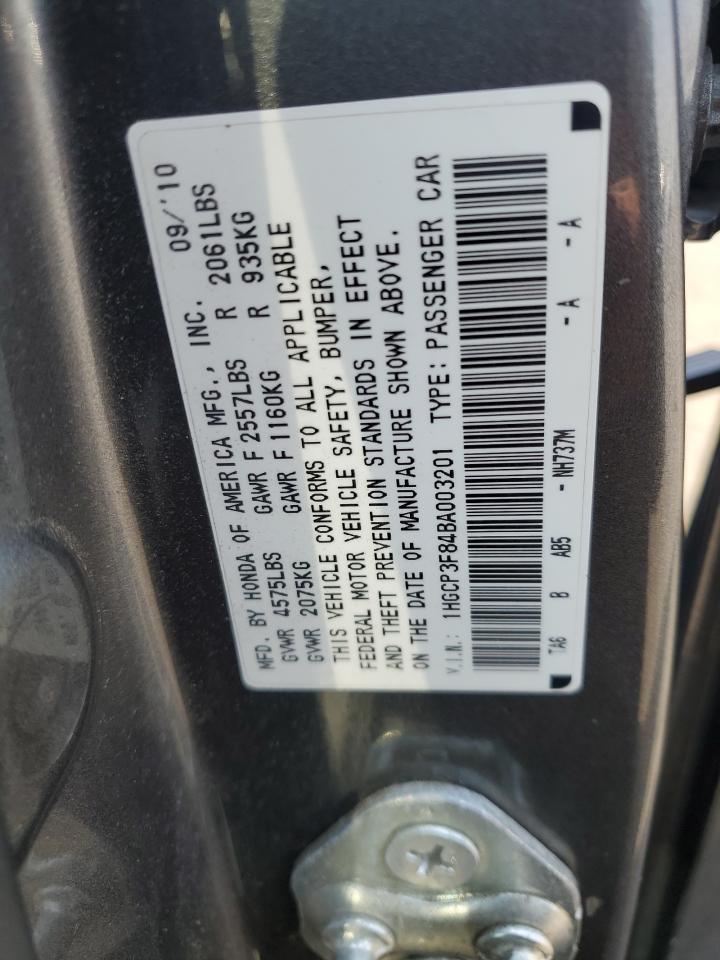 MFD. BY HONDA OF AMERICA MFG., INC. 09/'10
GVWR 4575LBS GAWR F 2557LBS R 2061LBS
GVWR 2075KG GAWR F 1160KG R 935KG
THIS VEHICLE CONFORMS TO ALL APPLICABLE
FEDERAL MOTOR VEHICLE SAFETY, BUMPER,
AND THEFT PREVENTION STANDARDS IN EFFECT
ON THE DATE OF MANUFACTURE SHOWN ABOVE.
V.I.N.: 1HGCP3F84BA003201 TYPE: PASSENGER CAR
TA6 B AB5 - NH737M - A - A